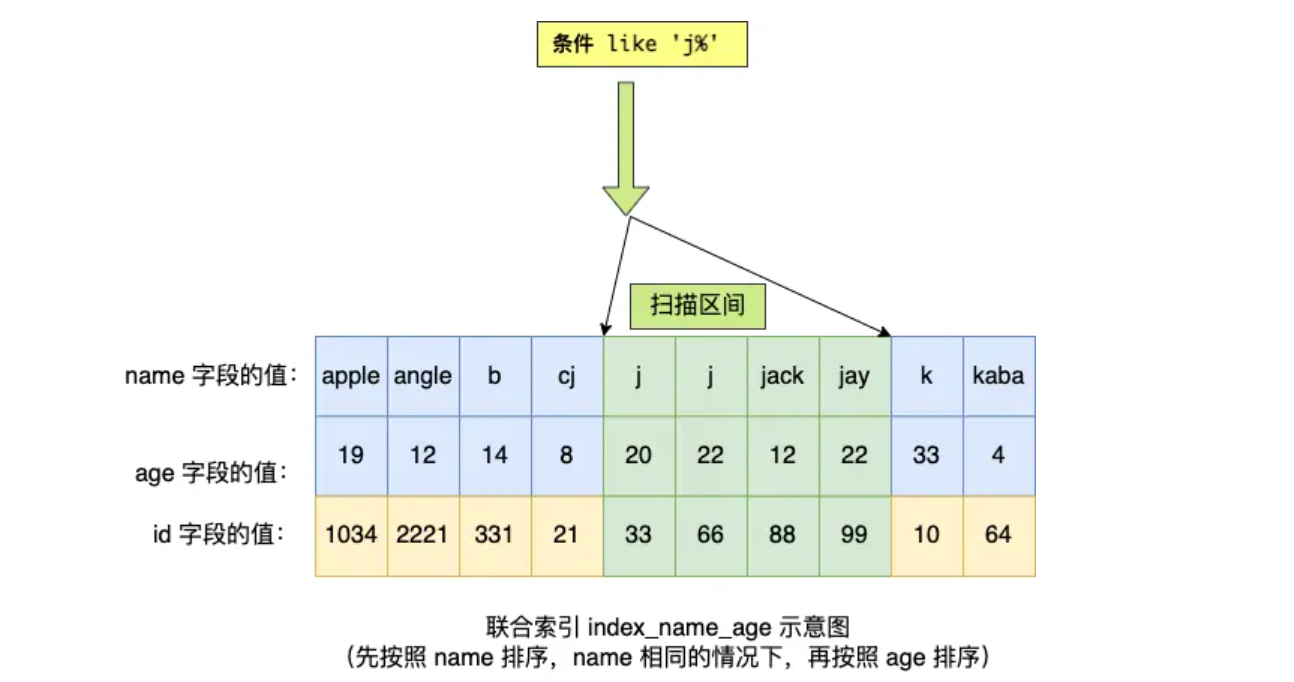 条件 like 'j%'
扫描区间
name 字段的值： apple angle b cj j j jack jay k kaba
age 字段的值： 19 12 14 8 20 22 12 22 33 4
id 字段的值： 1034 2221 331 21 33 66 88 99 10 64
联合索引 index_name_age 示意图
（先按照 name 排序，name 相同的情况下，再按照 age 排序）